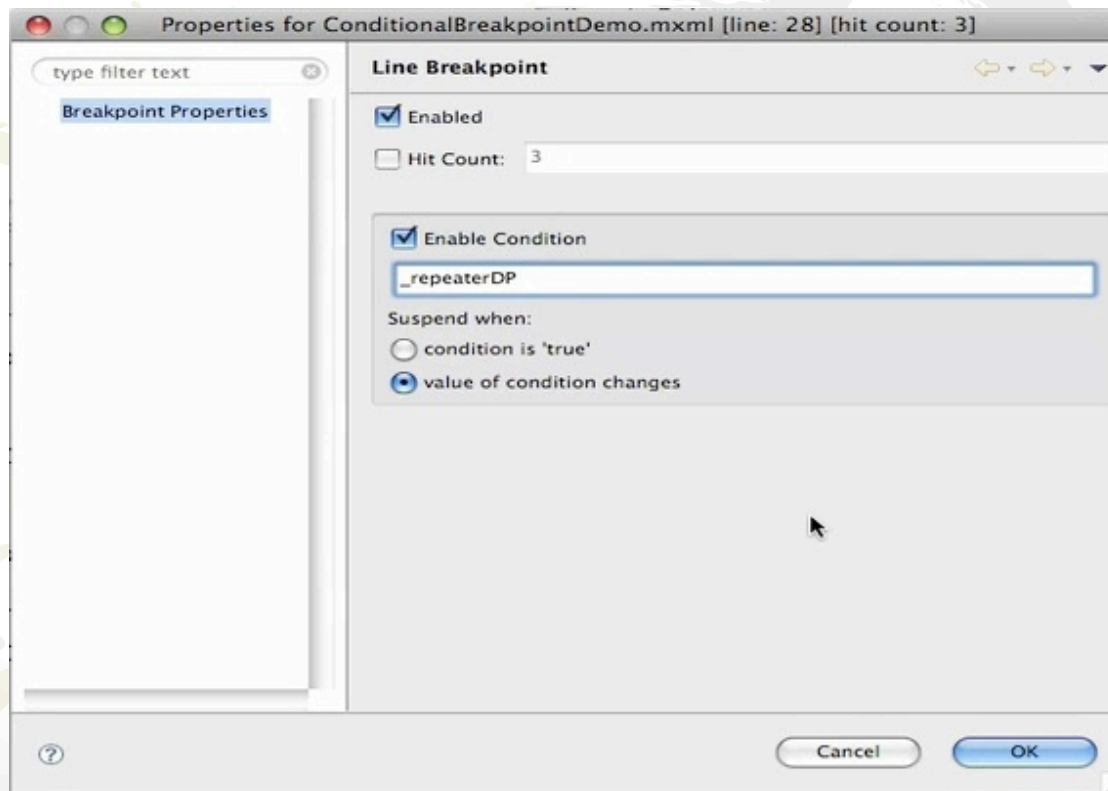 Properties for ConditionalBreakpointDemo.mxml [line: 28] [hit count: 3]
type filter text
Breakpoint Properties
Line Breakpoint
Enabled
Hit Count: 3
Enable Condition
_repeaterDP
Suspend when:
condition is 'true'
value of condition changes
?
Cancel
OK